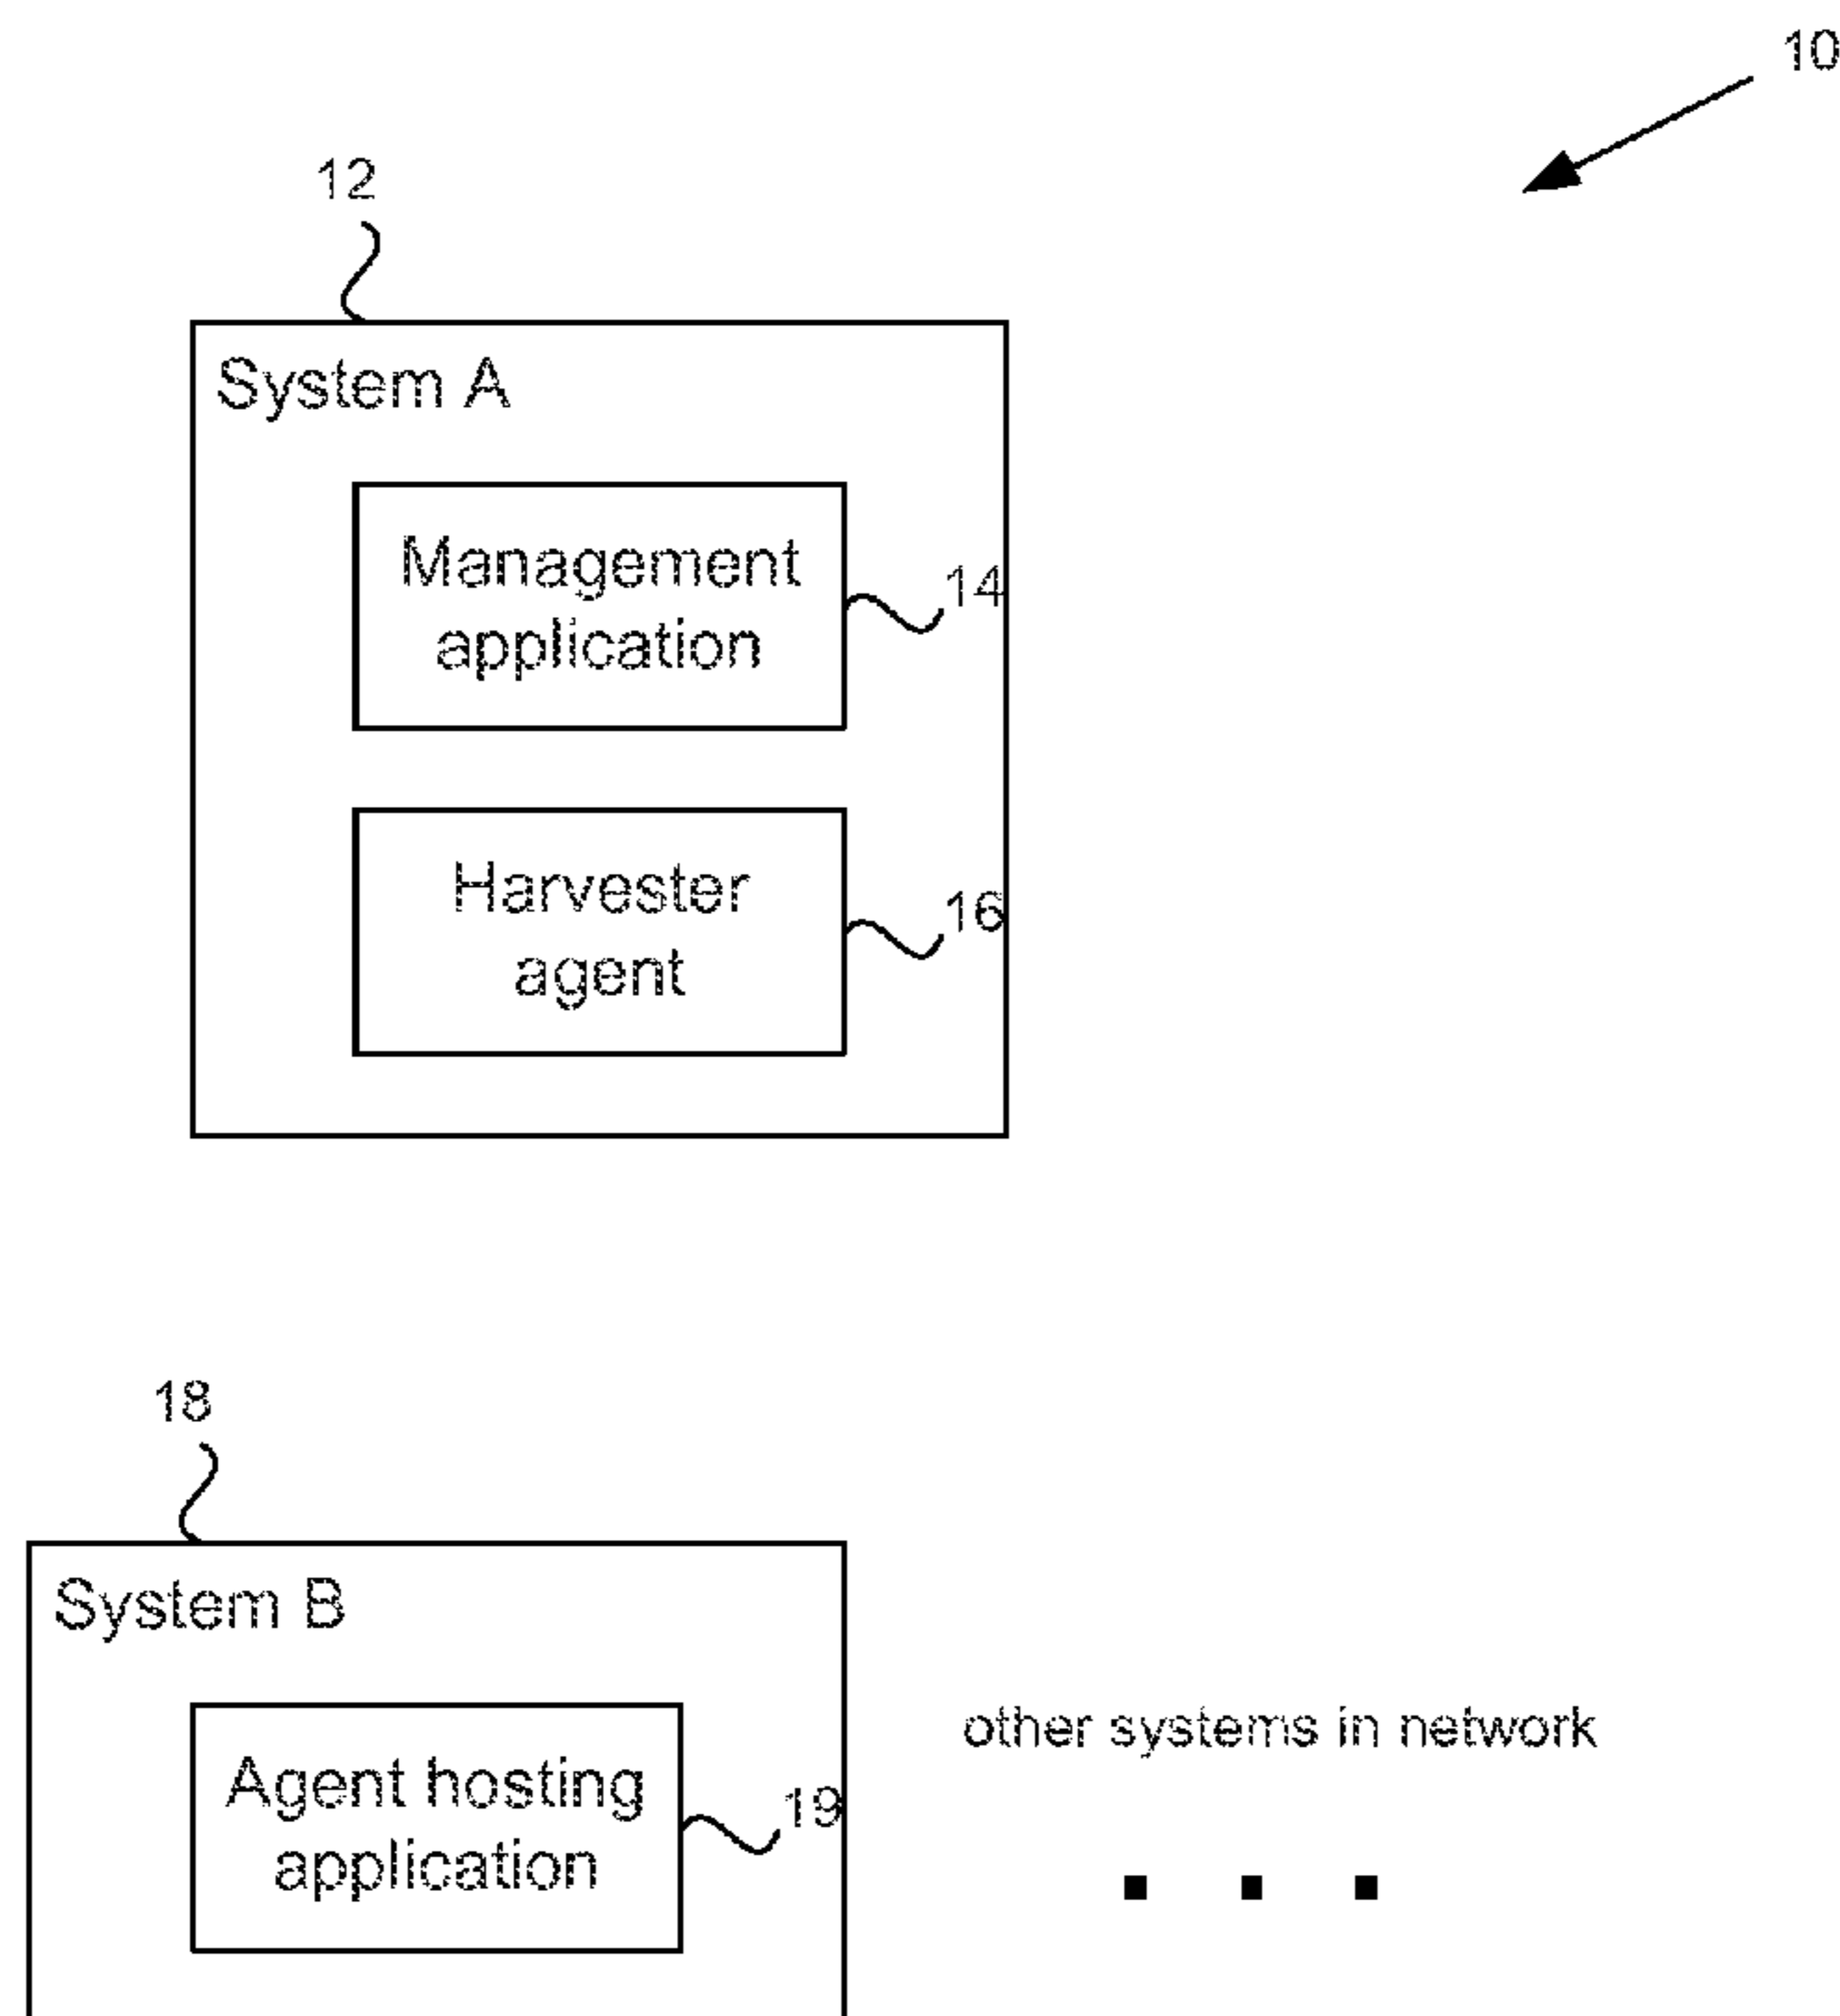 10
12
System A
Management
application
14
Harvester
agent
16
18
System B
Agent hosting
application
19
other systems in network